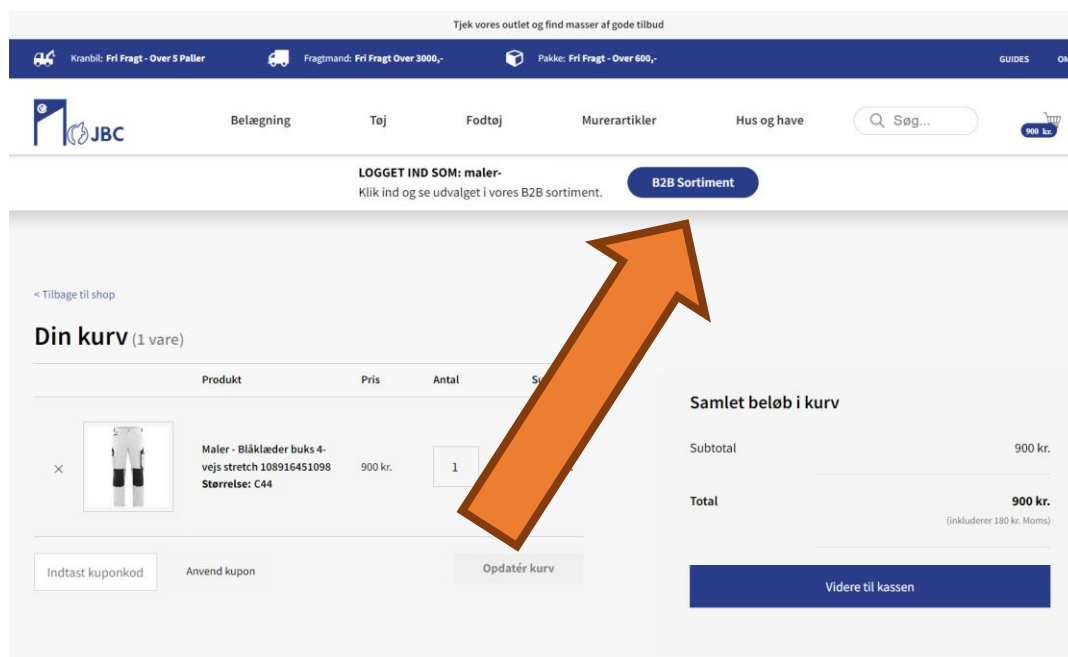 Tjek vores outlet og find masser af gode tilbud
Kranbil: Fri Fragt - Over 5 Paller
Fragtmand: Fri Fragt Over 3000,-
Pakke: Fri Fragt - Over 600,-
GUIDES
JBC
Belægning
Tøj
Fodtøj
Murerartikler
Hus og have
Søg...
900 kr.
LOGGET IND SOM: maler-
Klik ind og se udvalget i vores B2B sortiment.
B2B Sortiment
< Tilbage til shop
Din kurv (1 vare)
Produkt
Pris
Antal
Maler - Blåklæder buks 4-
vejs stretch 108916451098
Størrelse: C44
900 kr.
1
Indtast kuponkod
Anvend kupon
Opdatér kurv
Samlet beløb i kurv
Subtotal
900 kr.
Total
900 kr.
(inkluderer 180 kr. Moms)
Videre til kassen